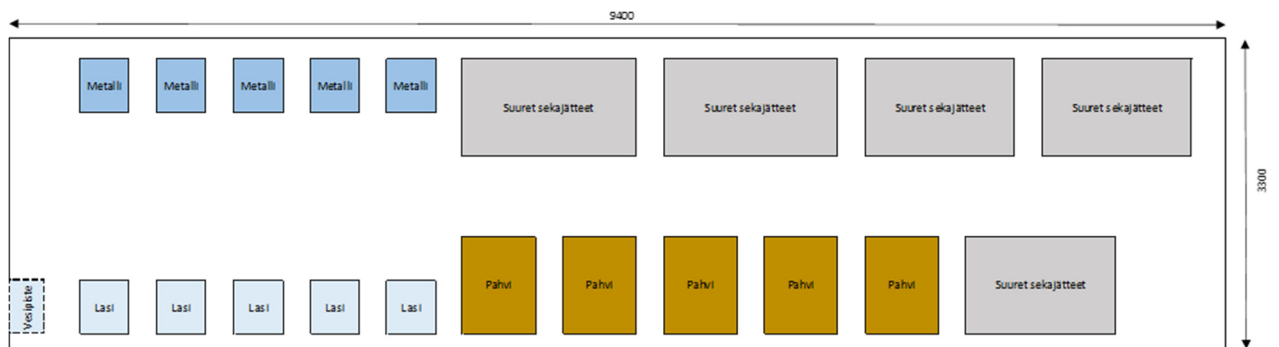 9400
Metalli Metalli Metalli Metalli Metalli
Suuret sekajätteet Suuret sekajätteet Suuret sekajätteet Suuret sekajätteet
3300
Vesipiste
Lasi Lasi Lasi Lasi Lasi
Pahvi Pahvi Pahvi Pahvi Pahvi
Suuret sekajätteet